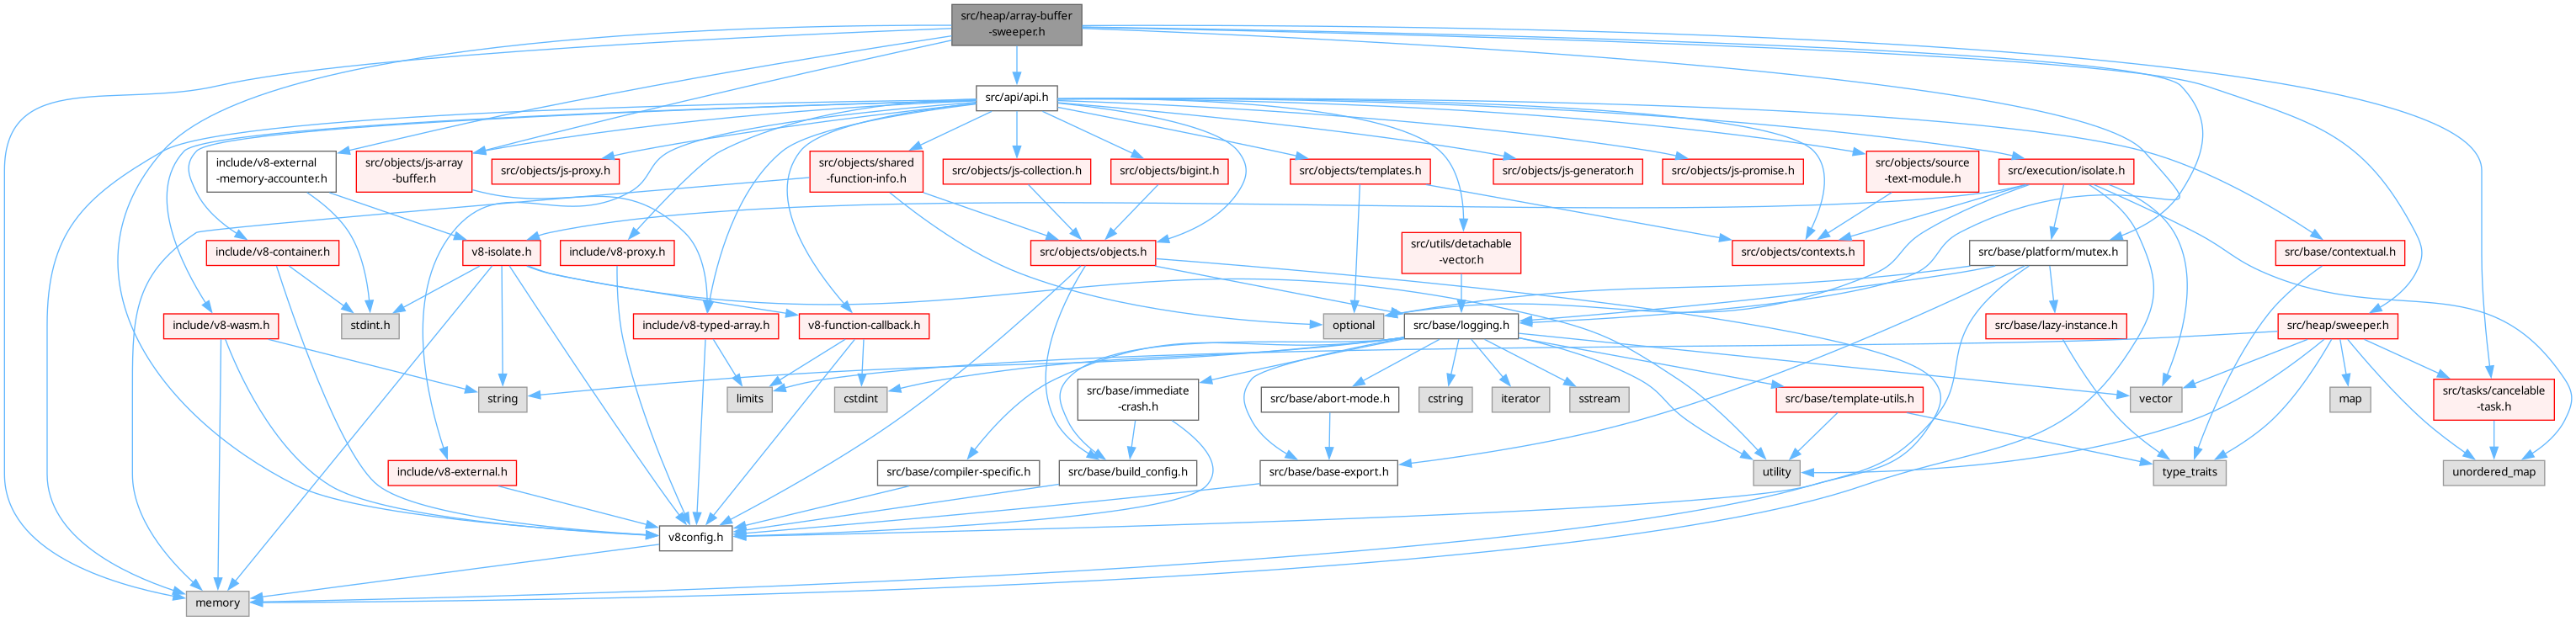 src/heap/array-buffer
-sweeper.h
src/api/api.h
include/v8-external
-memory-accounter.h
src/objects/js-array
-buffer.h
src/objects/js-proxy.h
src/objects/shared
-function-info.h
src/objects/js-collection.h
src/objects/bigint.h
src/objects/templates.h
src/objects/js-generator.h
src/objects/js-promise.h
src/objects/source
-text-module.h
src/execution/isolate.h
include/v8-container.h
v8-isolate.h
include/v8-proxy.h
src/objects/objects.h
src/utils/detachable
-vector.h
src/objects/contexts.h
src/base/platform/mutex.h
src/base/contextual.h
include/v8-wasm.h
stdint.h
include/v8-typed-array.h
v8-function-callback.h
optional
src/base/logging.h
src/base/lazy-instance.h
src/heap/sweeper.h
string
limits
cstdint
src/base/immediate
-crash.h
src/base/abort-mode.h
cstring
iterator
sstream
src/base/template-utils.h
vector
map
src/tasks/cancelable
-task.h
include/v8-external.h
src/base/compiler-specific.h
src/base/build_config.h
src/base/base-export.h
utility
type_traits
unordered_map
v8config.h
memory